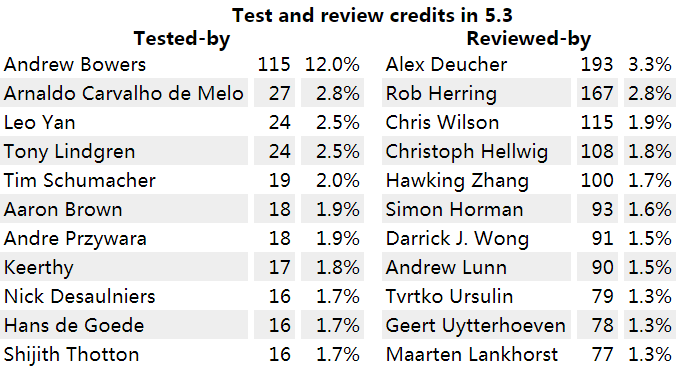 Test and review credits in 5.3
Tested-by Reviewed-by
Andrew Bowers 115 12.0% Alex Deucher 193 3.3%
Arnaldo Carvalho de Melo 27 2.8% Rob Herring 167 2.8%
Leo Yan 24 2.5% Chris Wilson 115 1.9%
Tony Lindgren 24 2.5% Christoph Hellwig 108 1.8%
Tim Schumacher 19 2.0% Hawking Zhang 100 1.7%
Aaron Brown 18 1.9% Simon Horman 93 1.6%
Andre Przywara 18 1.9% Darrick J. Wong 91 1.5%
Keerthy 17 1.8% Andrew Lunn 90 1.5%
Nick Desaulniers 16 1.7% Tvrtko Ursulin 79 1.3%
Hans de Goede 16 1.7% Geert Uytterhoeven 78 1.3%
Shijith Thotton 16 1.7% Maarten Lankhorst 77 1.3%